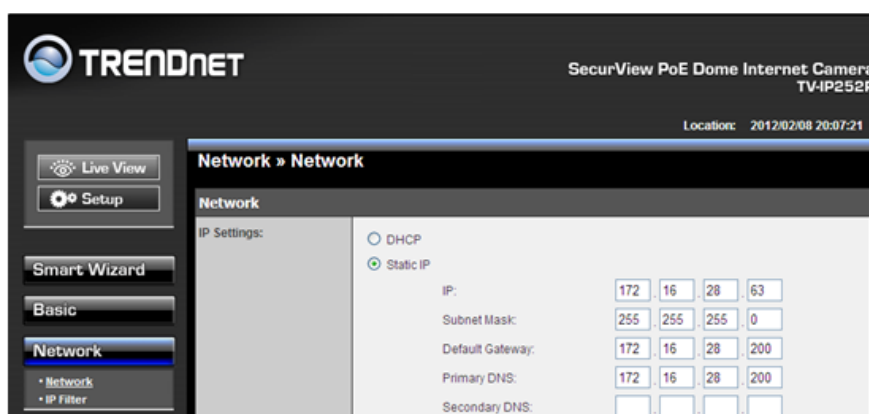 TRENDNET
SecurView PoE Dome Internet Camera
TV-IP252P
Location: 2012/02/08 20:07:21
Live View
Setup
Smart Wizard
Basic
Network
• Network
• IP Filter
Network » Network
Network
IP Settings:
DHCP
Static IP
IP: 172 . 16 . 28 . 63
Subnet Mask: 255 . 255 . 255 . 0
Default Gateway: 172 . 16 . 28 . 200
Primary DNS: 172 . 16 . 28 . 200
Secondary DNS: . . .